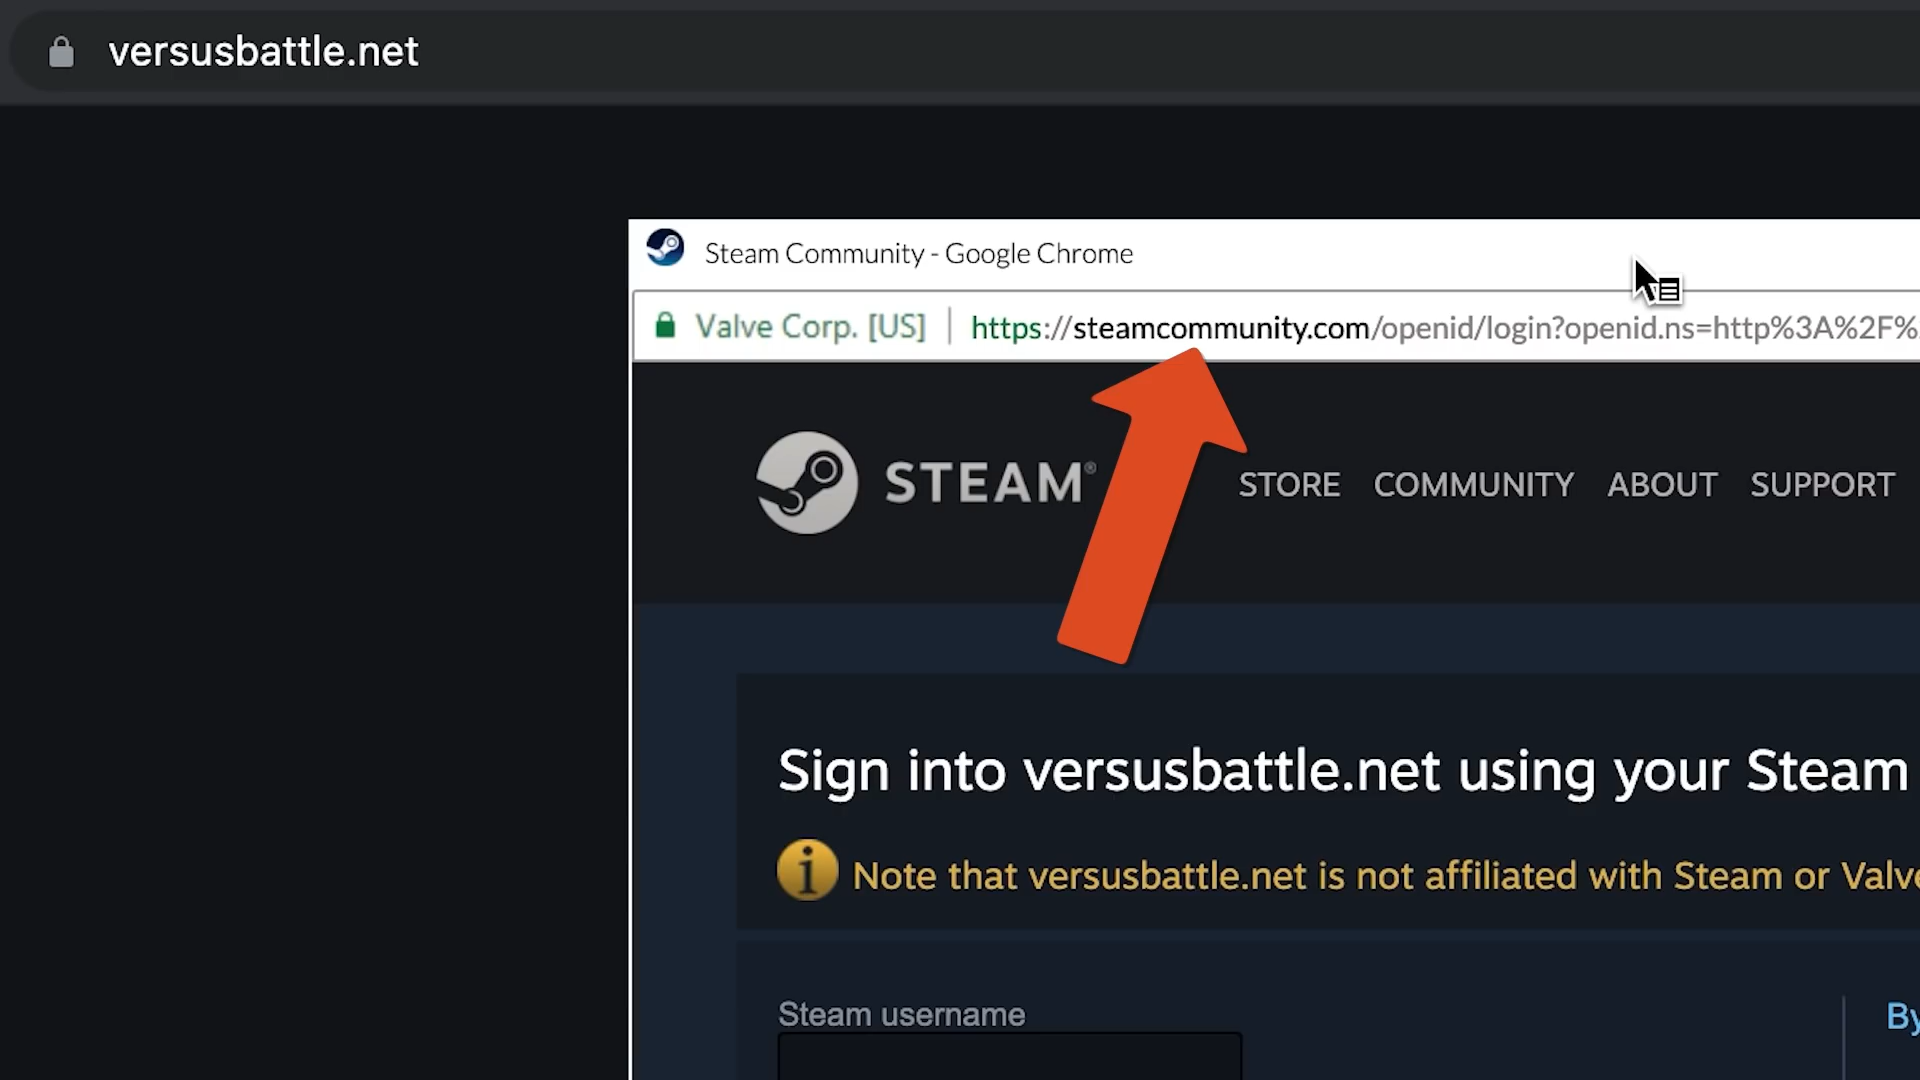 versusbattle.net
Steam Community - Google Chrome
Valve Corp. [US] | https://steamcommunity.com/openid/login?openid.ns=http%3A%2F%
STEAM®
STORE COMMUNITY ABOUT SUPPORT
Sign into versusbattle.net using your Steam
Note that versusbattle.net is not affiliated with Steam or Valve
Steam username
By